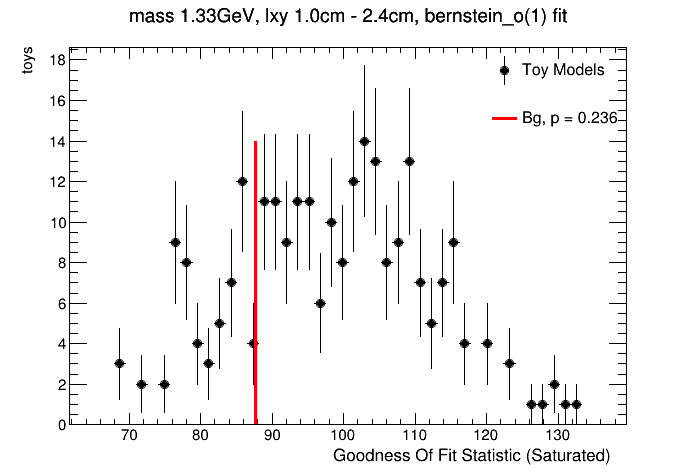 mass 1.33GeV, lxy 1.0cm - 2.4cm, bernstein_o(1) fit
toys
18
16
14
12
10
8
6
4
2
0
Toy Models
Bg, p = 0.236
70 80 90 100 110 120 130
Goodness Of Fit Statistic (Saturated)